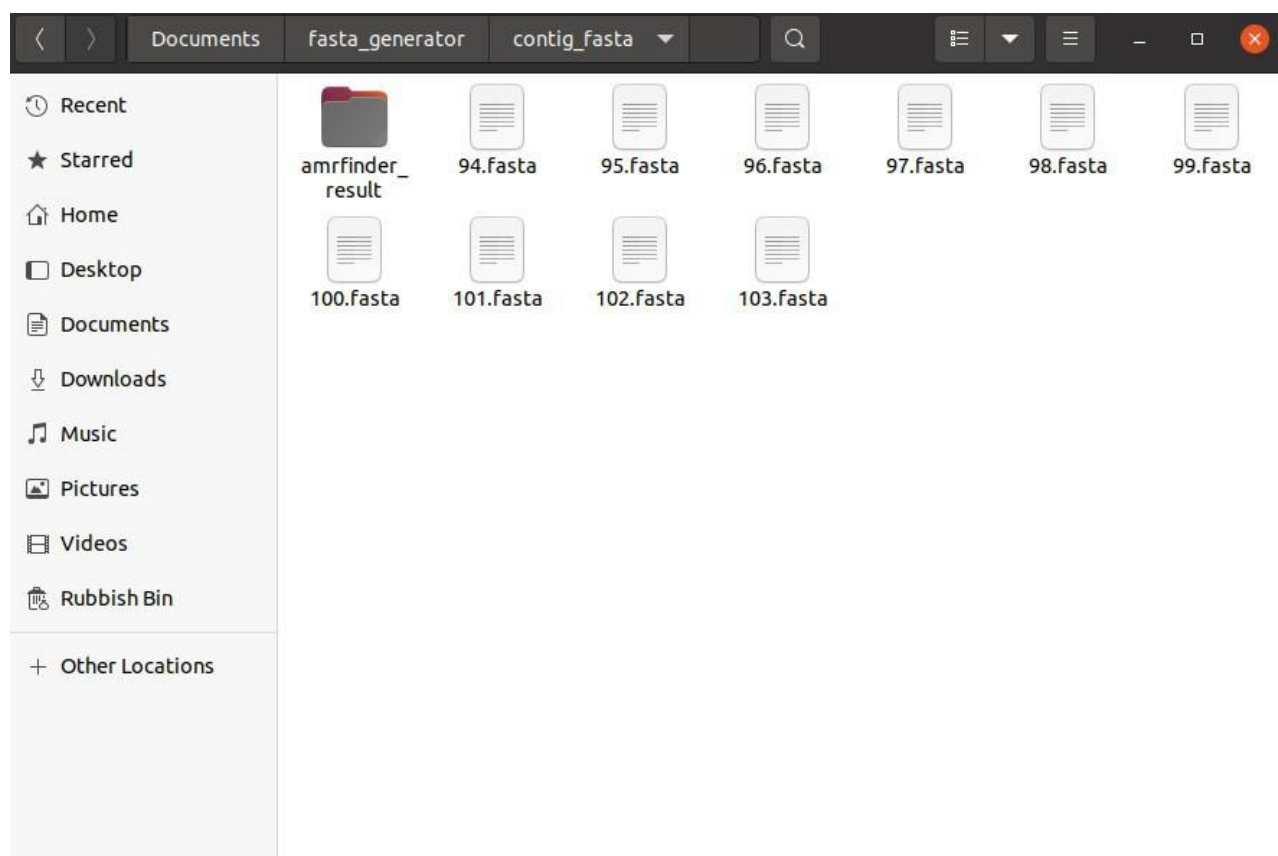 Documents fasta_generator contig_fasta
Recent
Starred
Home
Desktop
Documents
Downloads
Music
Pictures
Videos
Rubbish Bin
Other Locations
amrfinder_
result
94.fasta 95.fasta 96.fasta 97.fasta 98.fasta 99.fasta
100.fasta 101.fasta 102.fasta 103.fasta